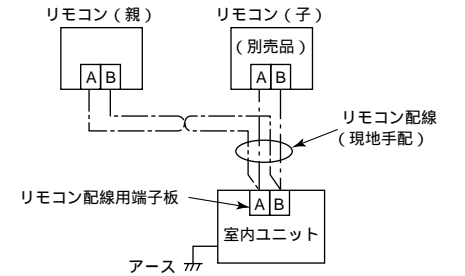 リモコン（親）
リモコン（子）
（別売品）
A B
A B
リモコン配線
（現地手配）
リモコン配線用端子板
A B
室内ユニット
アース